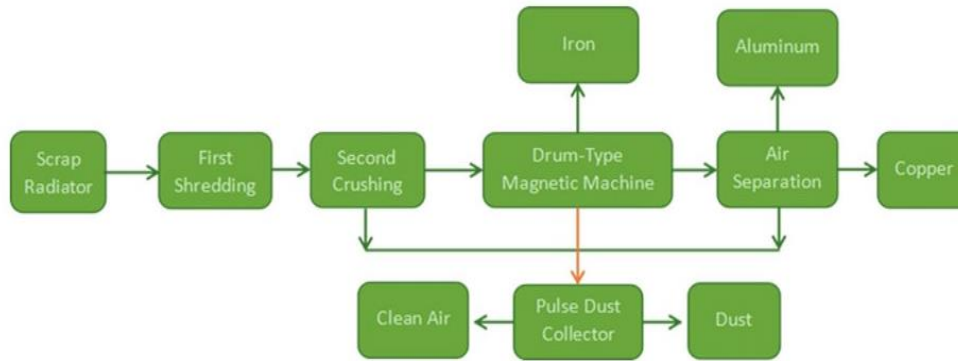 Iron
Aluminum
Scrap
Radiator
First
Shredding
Second
Crushing
Drum-Type
Magnetic Machine
Air
Separation
Copper
Clean Air
Pulse Dust
Collector
Dust